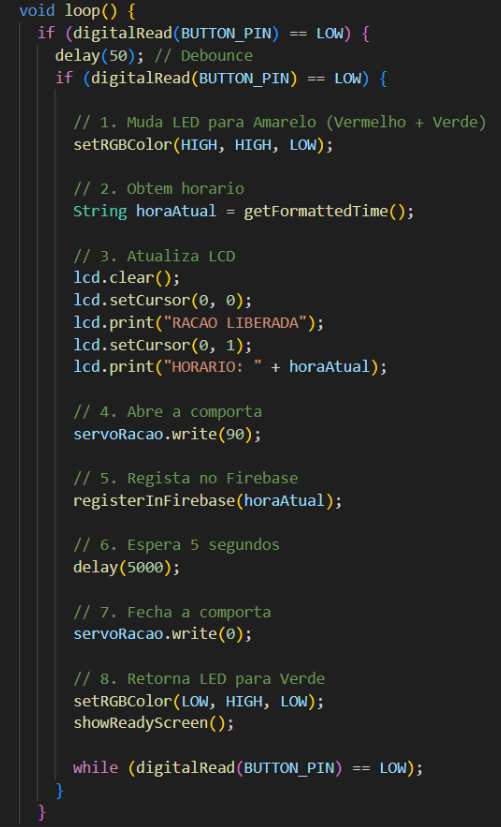 void loop() {
if (digitalRead(BUTTON_PIN) == LOW) {
delay(50); // Debounce
if (digitalRead(BUTTON_PIN) == LOW) {
// 1. Muda LED para Amarelo (Vermelho + Verde)
setRGBColor(HIGH, HIGH, LOW);
// 2. Obtem horario
String horaAtual = getFormattedTime();
// 3. Atualiza LCD
lcd.clear();
lcd.setCursor(0, 0);
lcd.print("RACAO LIBERADA");
lcd.setCursor(0, 1);
lcd.print("HORARIO: " + horaAtual);
// 4. Abre a comporta
servoRacao.write(90);
// 5. Regista no Firebase
registerInFirebase(horaAtual);
// 6. Espera 5 segundos
delay(5000);
// 7. Fecha a comporta
servoRacao.write(0);
// 8. Retorna LED para Verde
setRGBColor(LOW, HIGH, LOW);
showReadyScreen();
while (digitalRead(BUTTON_PIN) == LOW);
}
}